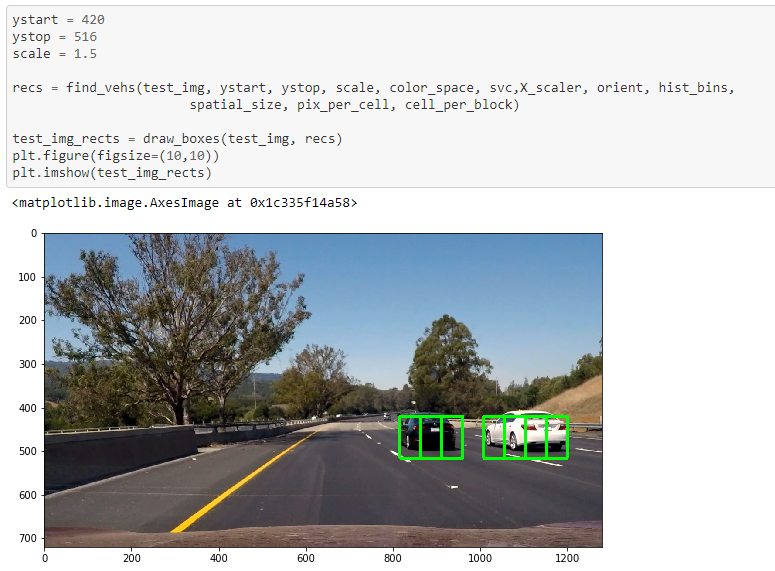 ystart = 420
ystop = 516
scale = 1.5
recs = find_vehs(test_img, ystart, ystop, scale, color_space, svc,X_scaler, orient, hist_bins,
spatial_size, pix_per_cell, cell_per_block)
test_img_rects = draw_boxes(test_img, recs)
plt.figure(figsize=(10,10))
plt.imshow(test_img_rects)
<matplotlib.image.AxesImage at 0x1c335f14a58>
0
100
200
300
400
500
600
700
0 200 400 600 800 1000 1200